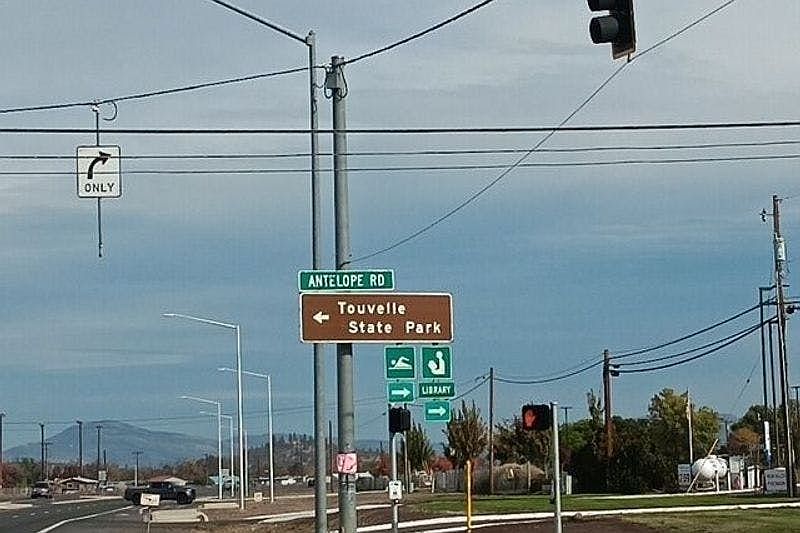 ONLY
ANTELOPE RD
Touvelle
State Park
LIBRARY